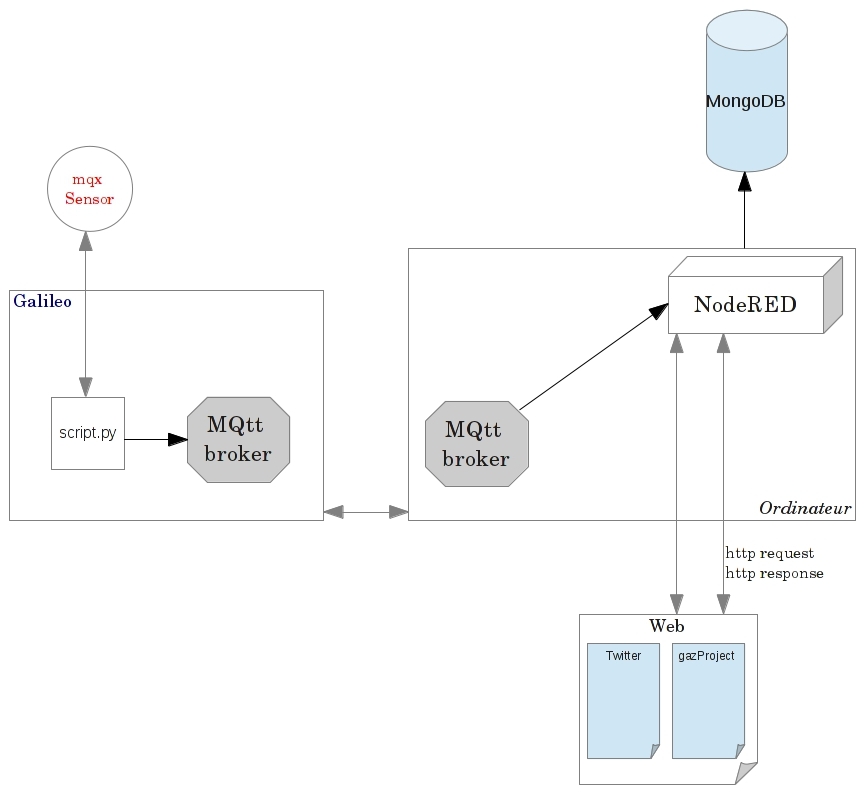 MongoDB
mqx
Sensor
Galileo
NodeRED
script.py
MQtt
broker
MQtt
broker
Ordinateur
http request
http response
Web
Twitter
gazProject